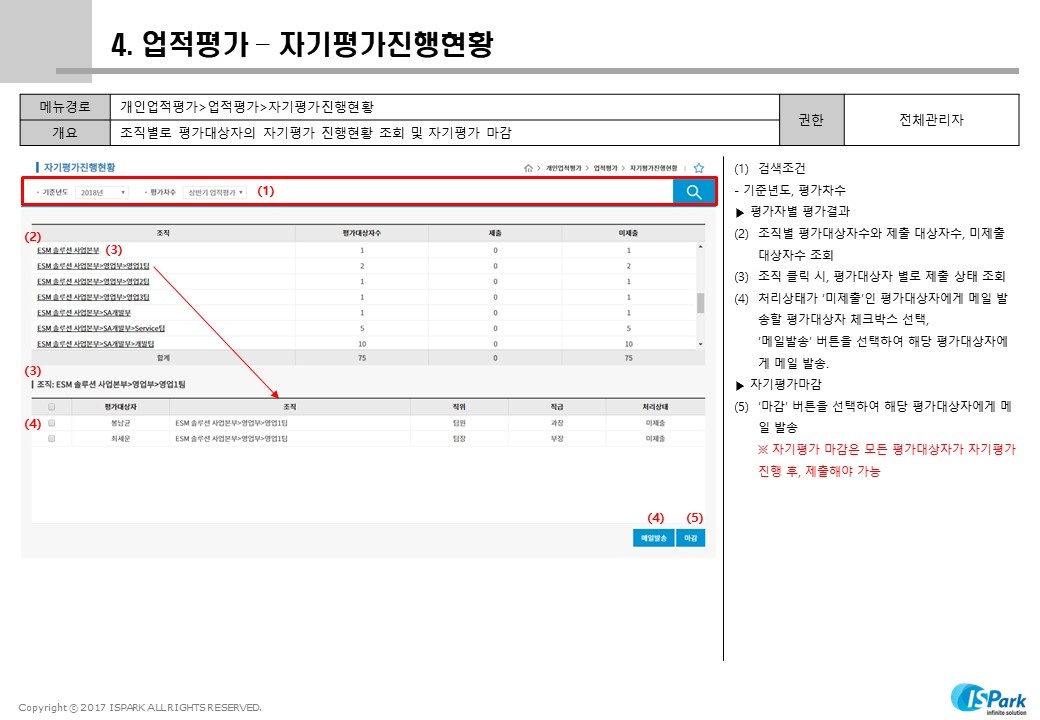 4. 업적평가 – 자기평가진행현황
메뉴경로
개인업적평가>업적평가>자기평가진행현황
개요
조직별로 평가대상자의 자기평가 진행현황 조회 및 자기평가 마감
권한
전체관리자
자기평가진행현황
개인업적평가 > 업적평가 > 자기평가진행현황
기준년도 2018년 평가차수 상반기 업적평가 (1)
(2)
조직 평가대상자수 제출 미제출
ESM 솔루션 사업본부 (3) 1 0 1
ESM 솔루션 사업본부>영업부>영업1팀 2 0 2
ESM 솔루션 사업본부>영업부>영업2팀 1 0 1
ESM 솔루션 사업본부>영업부>영업3팀 1 0 1
ESM 솔루션 사업본부>SA개발부 1 0 1
ESM 솔루션 사업본부>SA개발부>Service팀 5 0 5
ESM 솔루션 사업본부>SA개발부>개발팀 10 0 10
합계 75 0 75
(3)
조직: ESM 솔루션 사업본부>영업부>영업1팀
평가대상자 조직 직위 직급 처리상태
(4) 봉남균 ESM 솔루션 사업본부>영업부>영업1팀 팀원 과장 미제출
최세운 ESM 솔루션 사업본부>영업부>영업1팀 팀장 부장 미제출
(4) (5)
메일발송 마감
(1) 검색조건
- 기준년도, 평가차수
▶ 평가자별 평가결과
(2) 조직별 평가대상자수와 제출 대상자수, 미제출
대상자수 조회
(3) 조직 클릭 시, 평가대상자 별로 제출 상태 조회
(4) 처리상태가 ‘미제출’인 평가대상자에게 메일 발
송할 평가대상자 체크박스 선택,
‘메일발송’ 버튼을 선택하여 해당 평가대상자에
게 메일 발송.
▶ 자기평가마감
(5) ‘마감’ 버튼을 선택하여 해당 평가대상자에게 메
일 발송
※ 자기평가 마감은 모든 평가대상자가 자기평가
진행 후, 제출해야 가능
Copyright ⓒ 2017 ISPARK ALL RIGHTS RESERVED.
ISPark
infinite solution